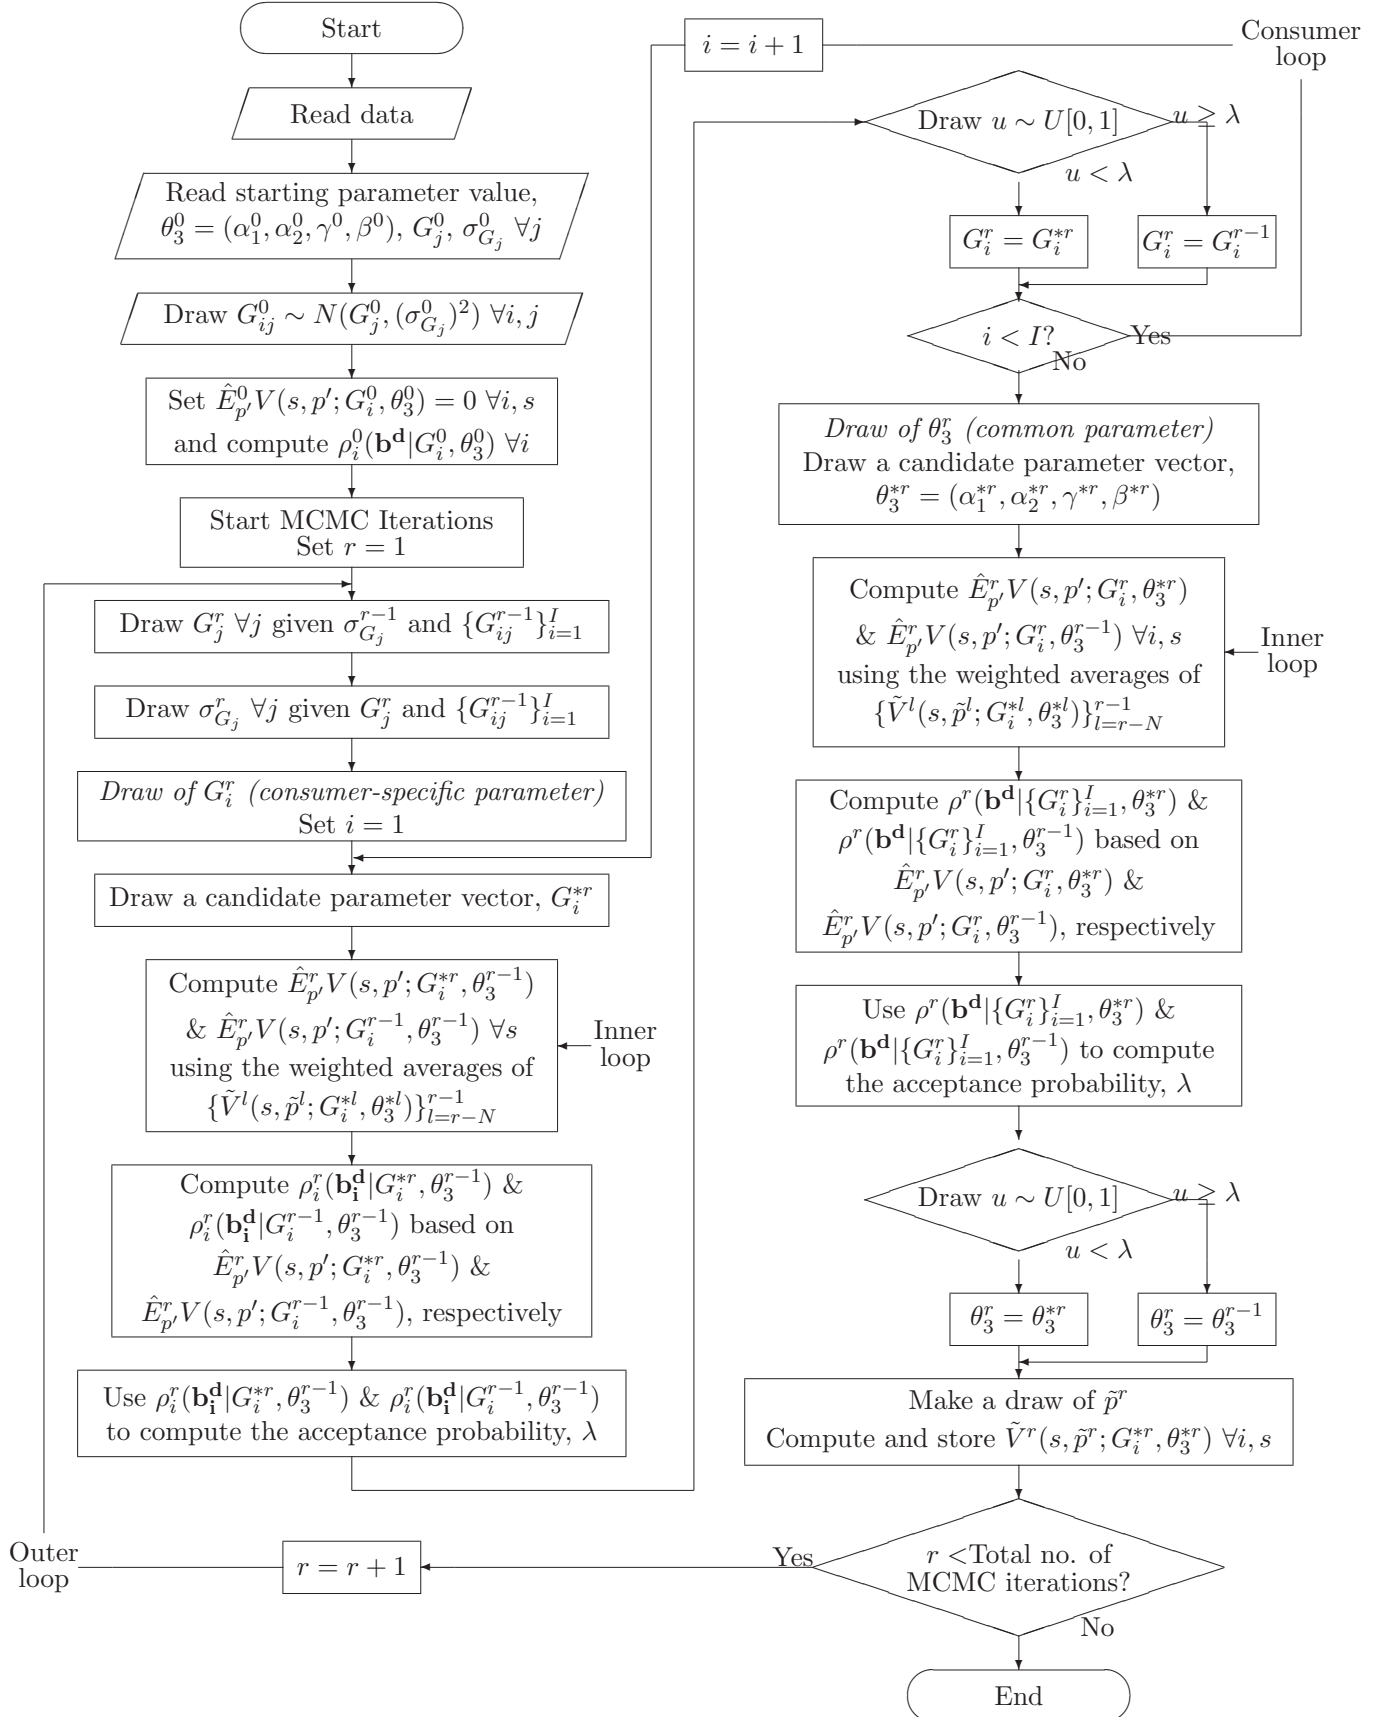 Start
Read data
Read starting parameter value,
θ_3^0 = (α_1^0, α_2^0, γ^0, β^0), G_j^0, σ_{G_j}^0 ∀j
Draw G_{ij}^0 ∼ N(G_j^0, (σ_{G_j}^0)^2) ∀i, j
Set Ê_{p′}^0 V(s, p′; G_i^0, θ_3^0) = 0 ∀i, s
and compute ρ_i^0(b^d|G_i^0, θ_3^0) ∀i
Start MCMC Iterations
Set r = 1
Draw G_j^r ∀j given σ_{G_j}^{r−1} and {G_{ij}^{r−1}}_{i=1}^I
Draw σ_{G_j}^r ∀j given G_j^r and {G_{ij}^{r−1}}_{i=1}^I
Draw of G_i^r (consumer-specific parameter)
Set i = 1
Draw a candidate parameter vector, G_i^{*r}
Compute Ê_{p′}^r V(s, p′; G_i^{*r}, θ_3^{r−1})
& Ê_{p′}^r V(s, p′; G_i^{r−1}, θ_3^{r−1}) ∀s
using the weighted averages of
{Ṽ^l(s, p̃^l; G_i^{*l}, θ_3^{*l})}_{l=r−N}^{r−1}
Inner
loop
Compute ρ_i^r(b_i^d|G_i^{*r}, θ_3^{r−1}) &
ρ_i^r(b_i^d|G_i^{r−1}, θ_3^{r−1}) based on
Ê_{p′}^r V(s, p′; G_i^{*r}, θ_3^{r−1}) &
Ê_{p′}^r V(s, p′; G_i^{r−1}, θ_3^{r−1}), respectively
Use ρ_i^r(b_i^d|G_i^{*r}, θ_3^{r−1}) & ρ_i^r(b_i^d|G_i^{r−1}, θ_3^{r−1})
to compute the acceptance probability, λ
Outer
loop
r = r + 1
i = i + 1
Consumer
loop
Draw u ∼ U[0, 1]
u ≥ λ
u < λ
G_i^r = G_i^{*r}
G_i^r = G_i^{r−1}
i < I?
Yes
No
Draw of θ_3^r (common parameter)
Draw a candidate parameter vector,
θ_3^{*r} = (α_1^{*r}, α_2^{*r}, γ^{*r}, β^{*r})
Compute Ê_{p′}^r V(s, p′; G_i^r, θ_3^{*r})
& Ê_{p′}^r V(s, p′; G_i^r, θ_3^{r−1}) ∀i, s
using the weighted averages of
{Ṽ^l(s, p̃^l; G_i^{*l}, θ_3^{*l})}_{l=r−N}^{r−1}
Inner
loop
Compute ρ^r(b^d|{G_i^r}_{i=1}^I, θ_3^{*r}) &
ρ^r(b^d|{G_i^r}_{i=1}^I, θ_3^{r−1}) based on
Ê_{p′}^r V(s, p′; G_i^r, θ_3^{*r}) &
Ê_{p′}^r V(s, p′; G_i^r, θ_3^{r−1}), respectively
Use ρ^r(b^d|{G_i^r}_{i=1}^I, θ_3^{*r}) &
ρ^r(b^d|{G_i^r}_{i=1}^I, θ_3^{r−1}) to compute
the acceptance probability, λ
Draw u ∼ U[0, 1]
u ≥ λ
u < λ
θ_3^r = θ_3^{*r}
θ_3^r = θ_3^{r−1}
Make a draw of p̃^r
Compute and store Ṽ^r(s, p̃^r; G_i^{*r}, θ_3^{*r}) ∀i, s
Yes
r <Total no. of
MCMC iterations?
No
End